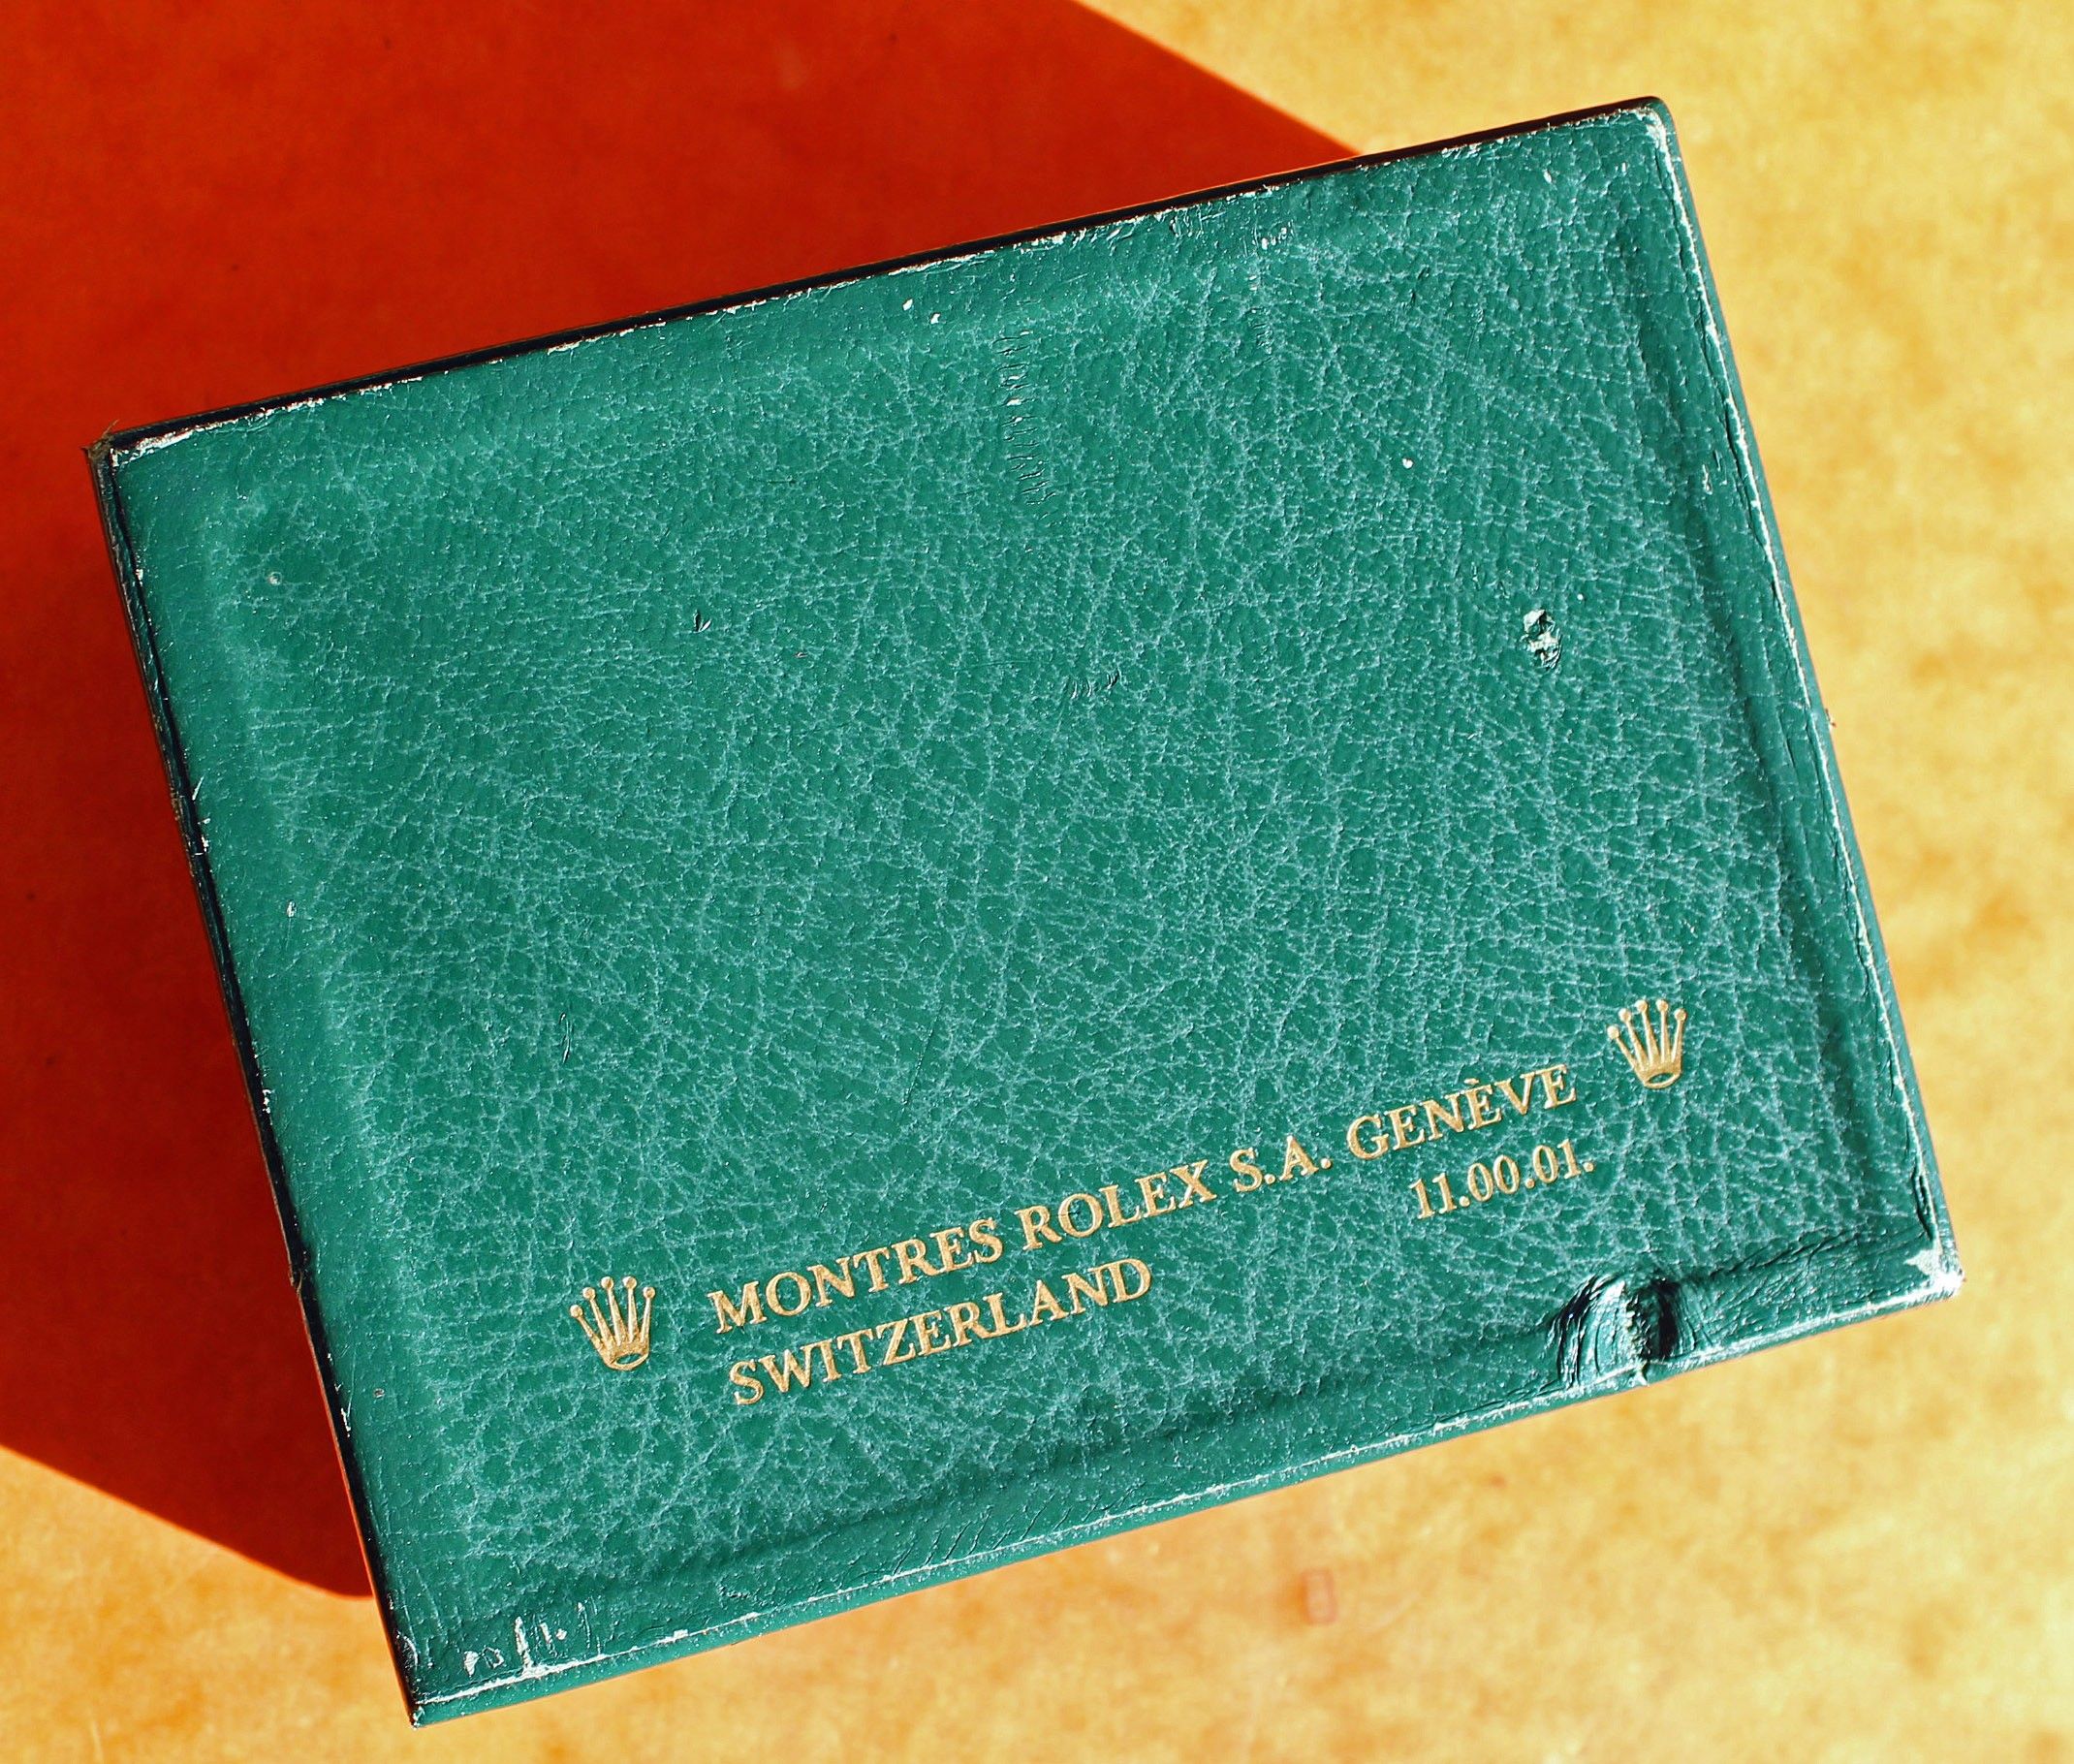 MONTRES ROLEX S.A. GENÈVE
SWITZERLAND 11.00.01.